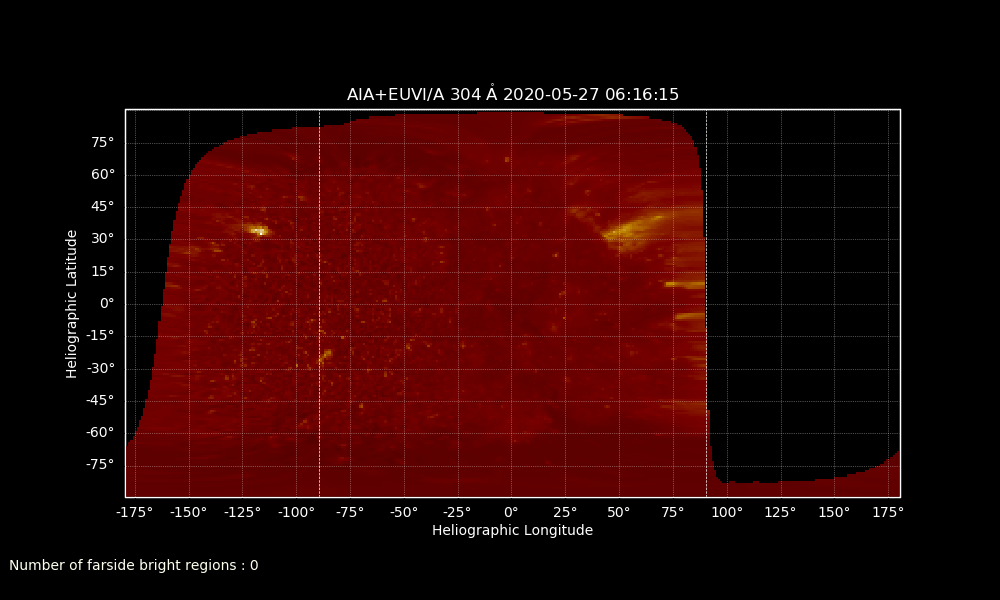 AIA+EUVI/A 304 Å 2020-05-27 06:16:15
75°
60°
45°
30°
15°
0°
-15°
-30°
-45°
-60°
-75°
Heliographic Latitude
-175° -150° -125° -100° -75° -50° -25° 0° 25° 50° 75° 100° 125° 150° 175°
Heliographic Longitude
Number of farside bright regions : 0